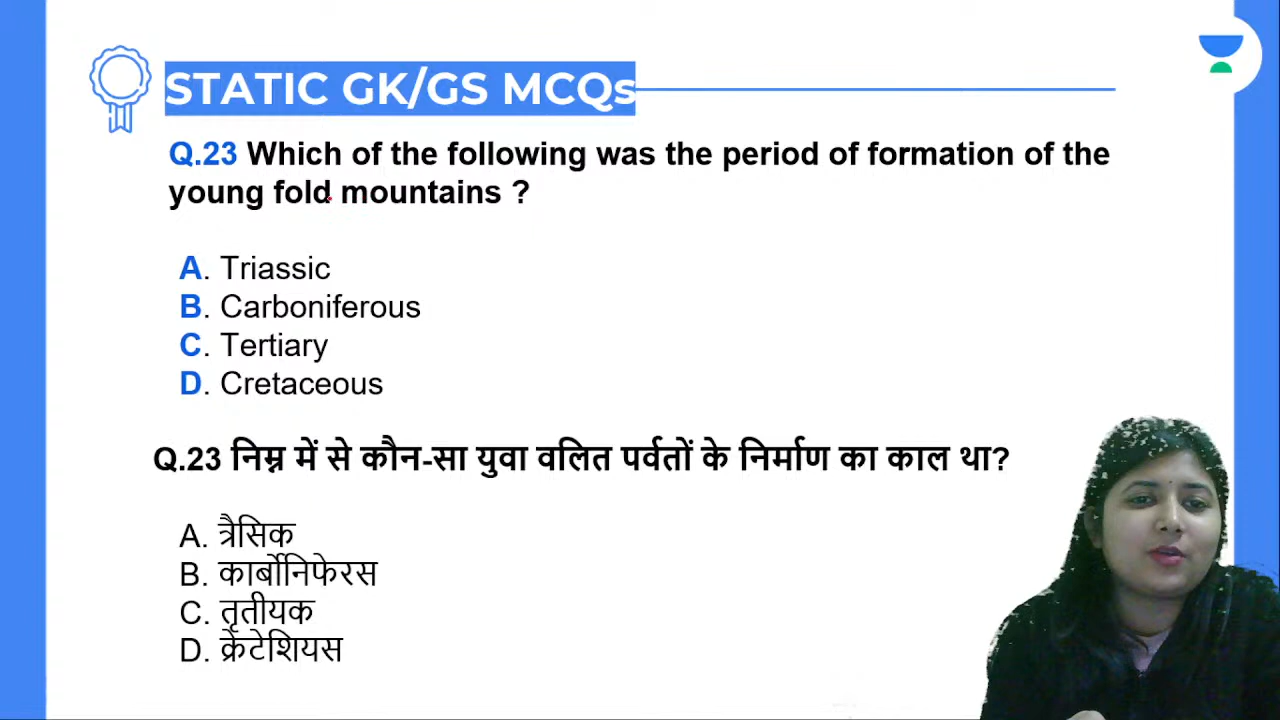 STATIC GK/GS MCQs
Q.23 Which of the following was the period of formation of the
young fold mountains ?
A. Triassic
B. Carboniferous
C. Tertiary
D. Cretaceous
Q.23 निम्न में से कौन-सा युवा वलित पर्वतों के निर्माण का काल था?
A. त्रैसिक
B. कार्बोनिफेरस
C. तृतीयक
D. क्रेटेशियस